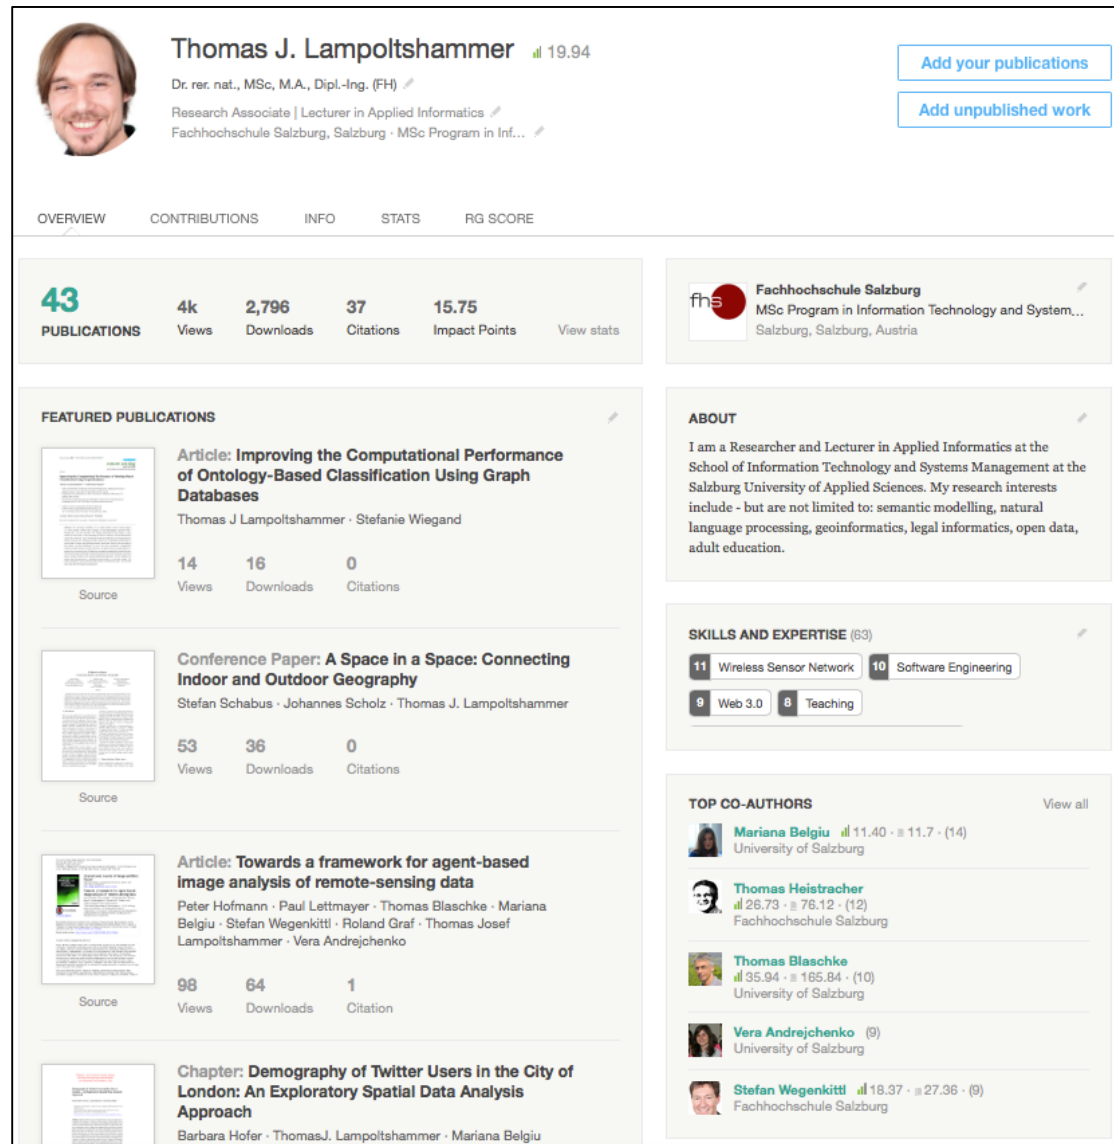 Thomas J. Lampoltshammer 19.94
Dr. rer. nat., MSc, M.A., Dipl.-Ing. (FH)
Research Associate | Lecturer in Applied Informatics
Fachhochschule Salzburg, Salzburg · MSc Program in Inf...
Add your publications
Add unpublished work
OVERVIEW CONTRIBUTIONS INFO STATS RG SCORE
43
PUBLICATIONS
4k 2,796 37 15.75
Views Downloads Citations Impact Points View stats
fhs
Fachhochschule Salzburg
MSc Program in Information Technology and System...
Salzburg, Salzburg, Austria
FEATURED PUBLICATIONS
Article: Improving the Computational Performance
of Ontology-Based Classification Using Graph
Databases
Thomas J Lampoltshammer · Stefanie Wiegand
14 16 0
Views Downloads Citations
Source
Conference Paper: A Space in a Space: Connecting
Indoor and Outdoor Geography
Stefan Schabus · Johannes Scholz · Thomas J. Lampoltshammer
53 36 0
Views Downloads Citations
Source
Article: Towards a framework for agent-based
image analysis of remote-sensing data
Peter Hofmann · Paul Lettmayer · Thomas Blaschke · Mariana
Belgiu · Stefan Wegenkittl · Roland Graf · Thomas Josef
Lampoltshammer · Vera Andrejchenko
98 64 1
Views Downloads Citation
Source
Chapter: Demography of Twitter Users in the City of
London: An Exploratory Spatial Data Analysis
Approach
Barbara Hofer · ThomasJ. Lampoltshammer · Mariana Belgiu
ABOUT
I am a Researcher and Lecturer in Applied Informatics at the
School of Information Technology and Systems Management at the
Salzburg University of Applied Sciences. My research interests
include - but are not limited to: semantic modelling, natural
language processing, geoinformatics, legal informatics, open data,
adult education.
SKILLS AND EXPERTISE (63)
11 Wireless Sensor Network 10 Software Engineering
9 Web 3.0 8 Teaching
TOP CO-AUTHORS View all
Mariana Belgiu 11.40 · 11.7 · (14)
University of Salzburg
Thomas Heistracher
26.73 · 76.12 · (12)
Fachhochschule Salzburg
Thomas Blaschke
35.94 · 165.84 · (10)
University of Salzburg
Vera Andrejchenko (9)
University of Salzburg
Stefan Wegenkittl 18.37 · 27.36 · (9)
Fachhochschule Salzburg